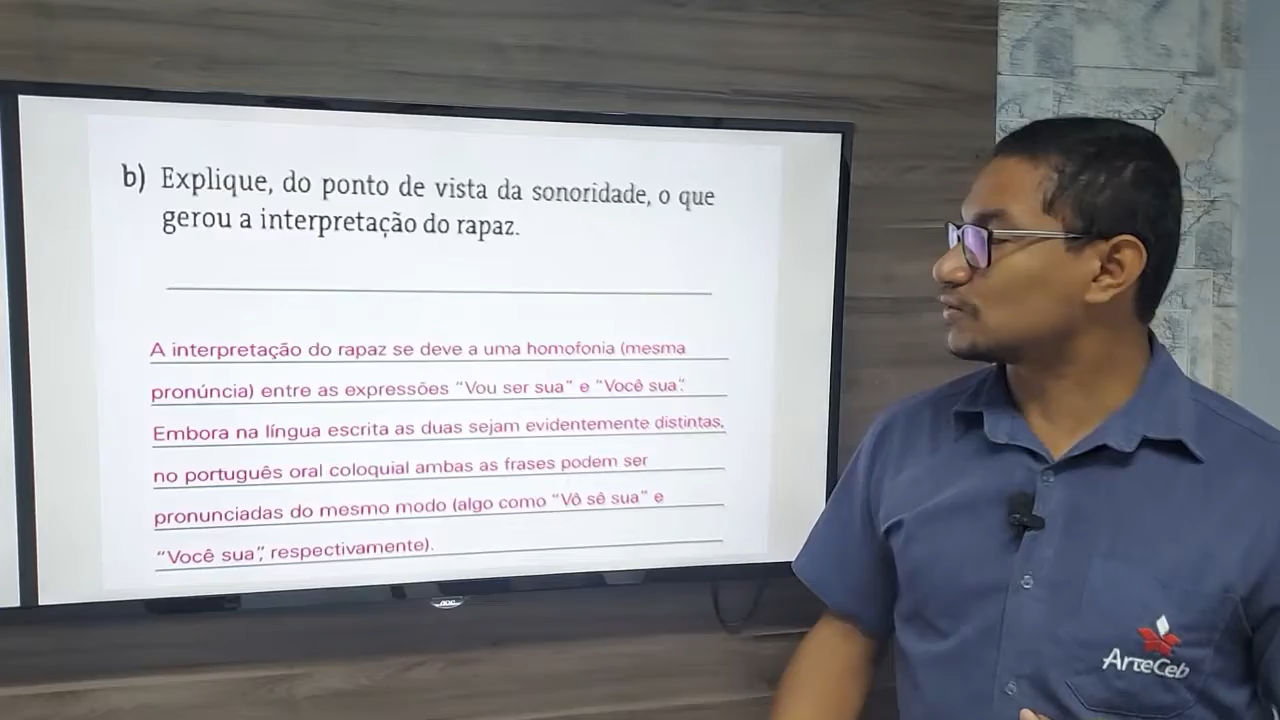 b) Explique, do ponto de vista da sonoridade, o que
gerou a interpretação do rapaz.
A interpretação do rapaz se deve a uma homofonia (mesma
pronúncia) entre as expressões “Vou ser sua” e “Você sua”.
Embora na língua escrita as duas sejam evidentemente distintas,
no português oral coloquial ambas as frases podem ser
pronunciadas do mesmo modo (algo como “Vô sê sua” e
“Você sua”, respectivamente).
AOC
ArteCeb